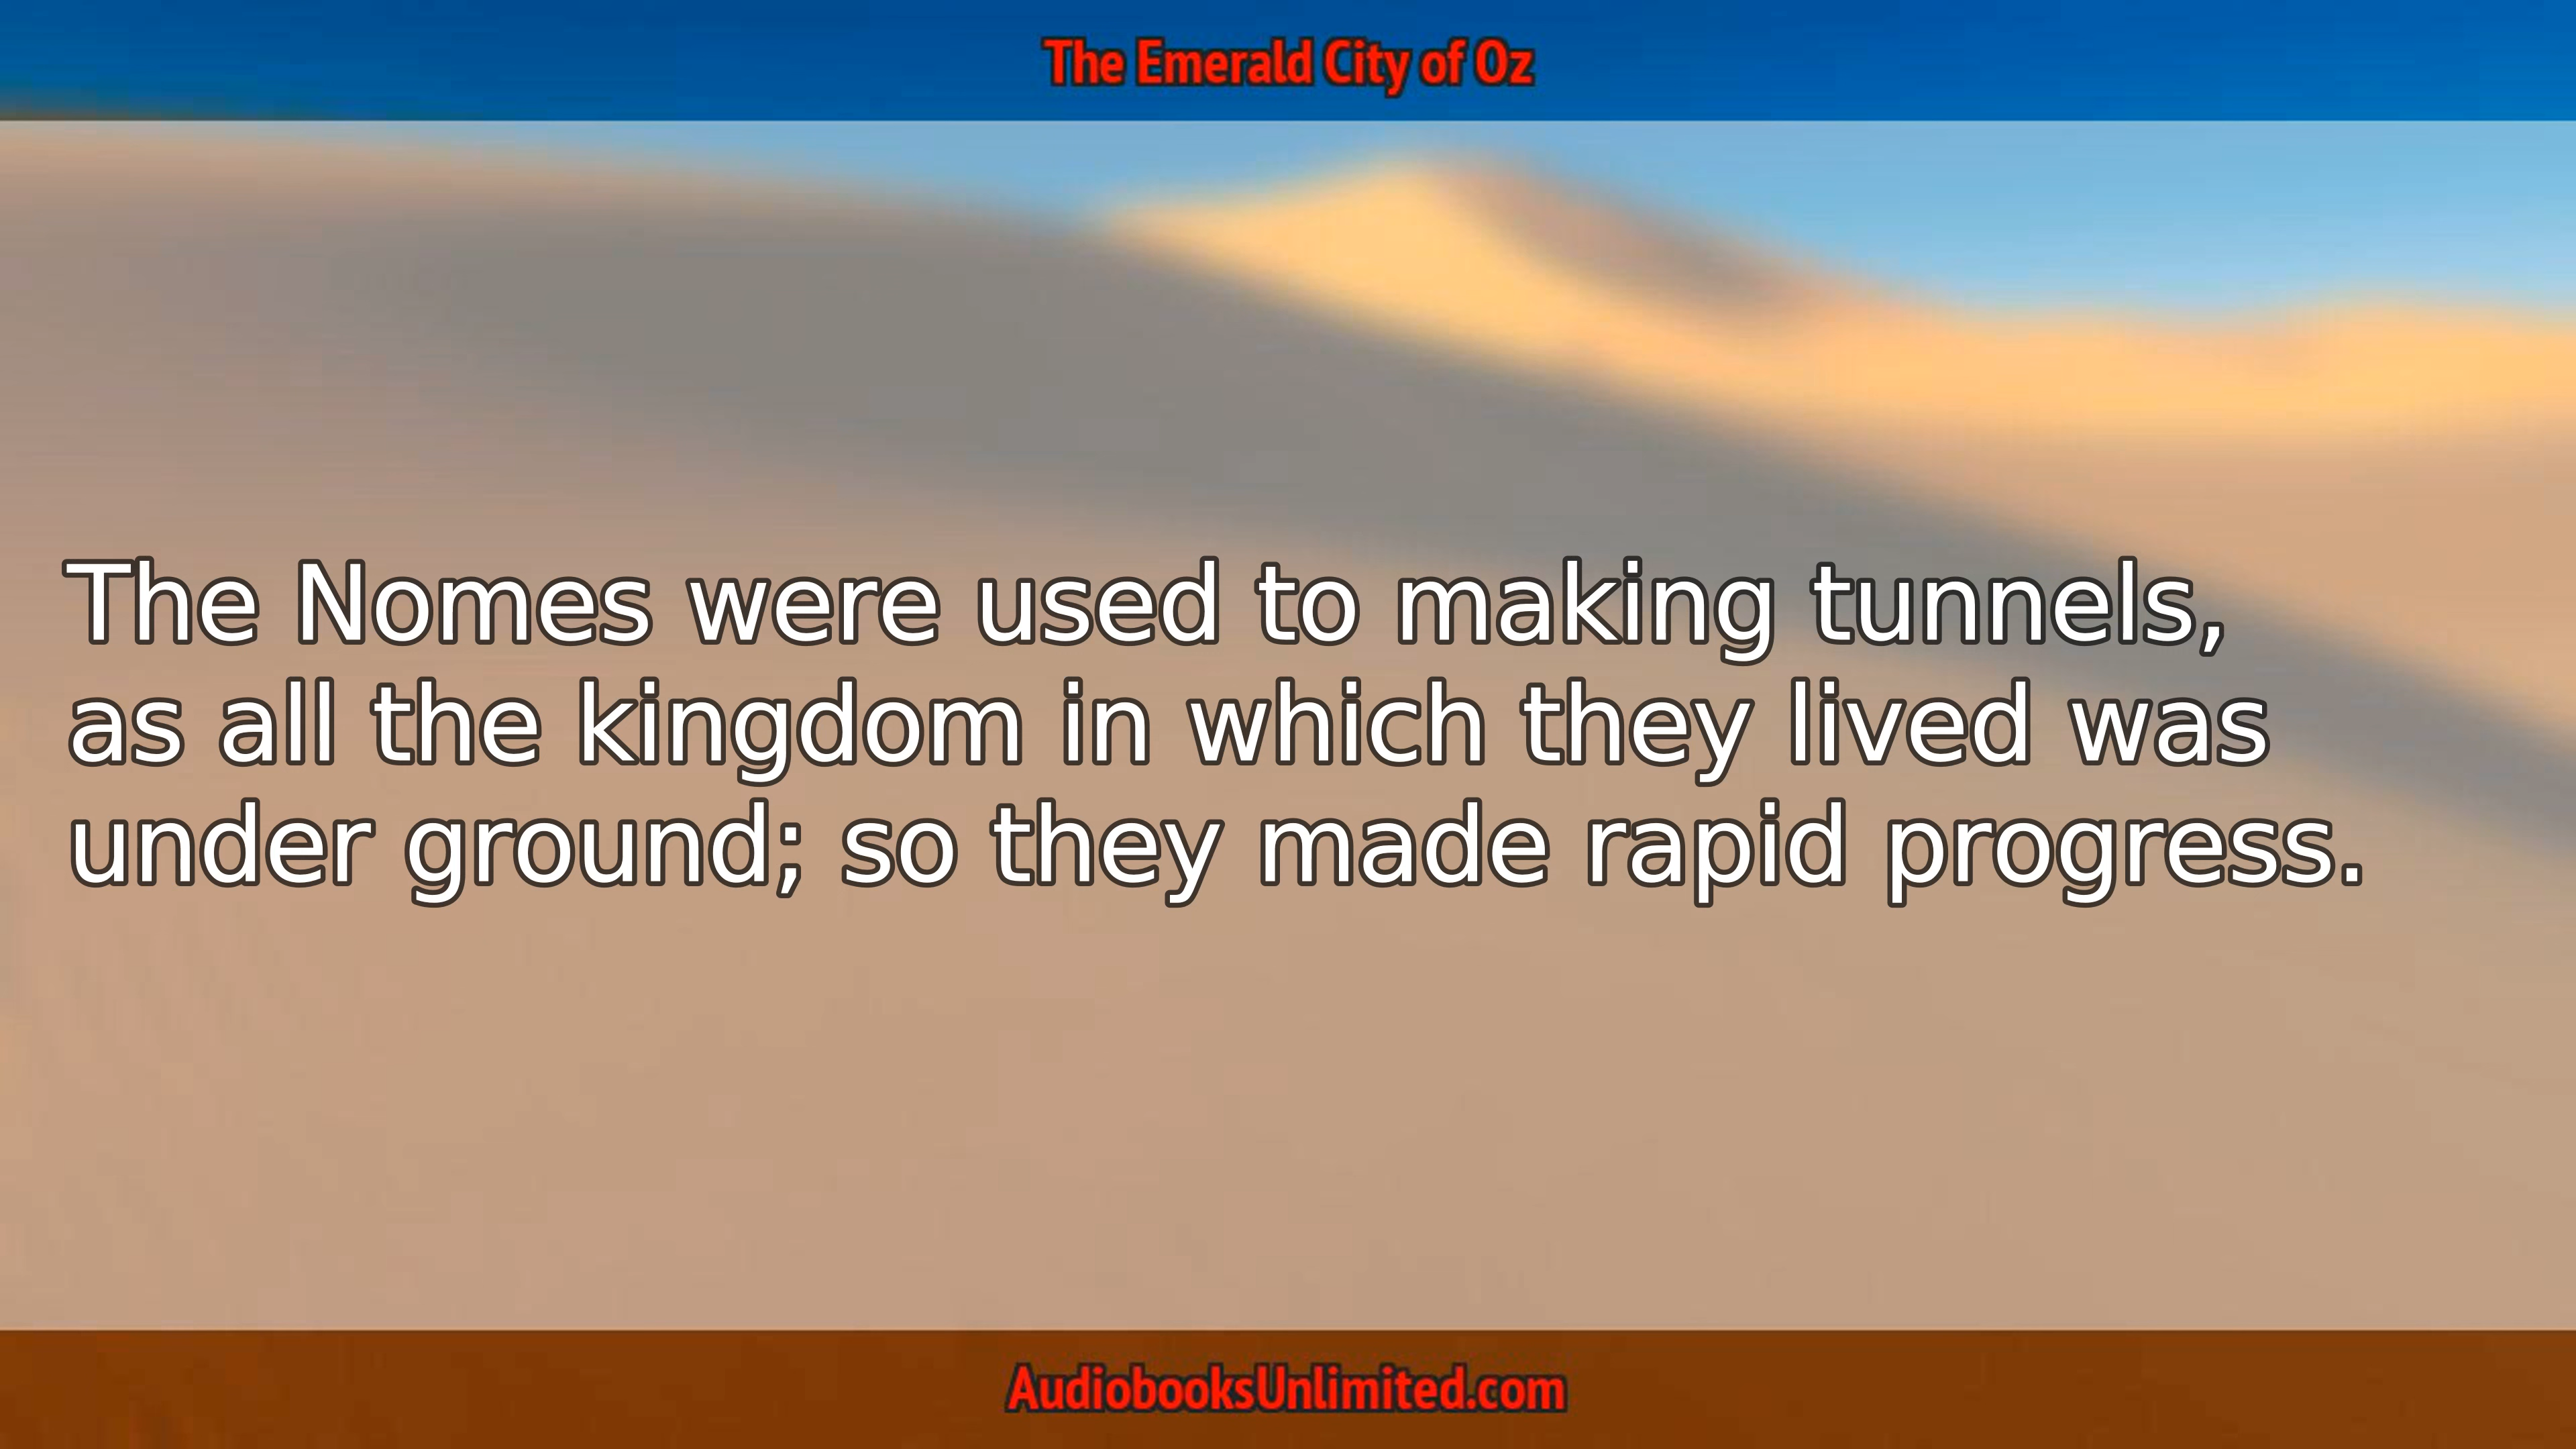 The Emerald City of Oz
The Nomes were used to making tunnels,
as all the kingdom in which they lived was
under ground; so they made rapid progress.
AudiobooksUnlimited.com